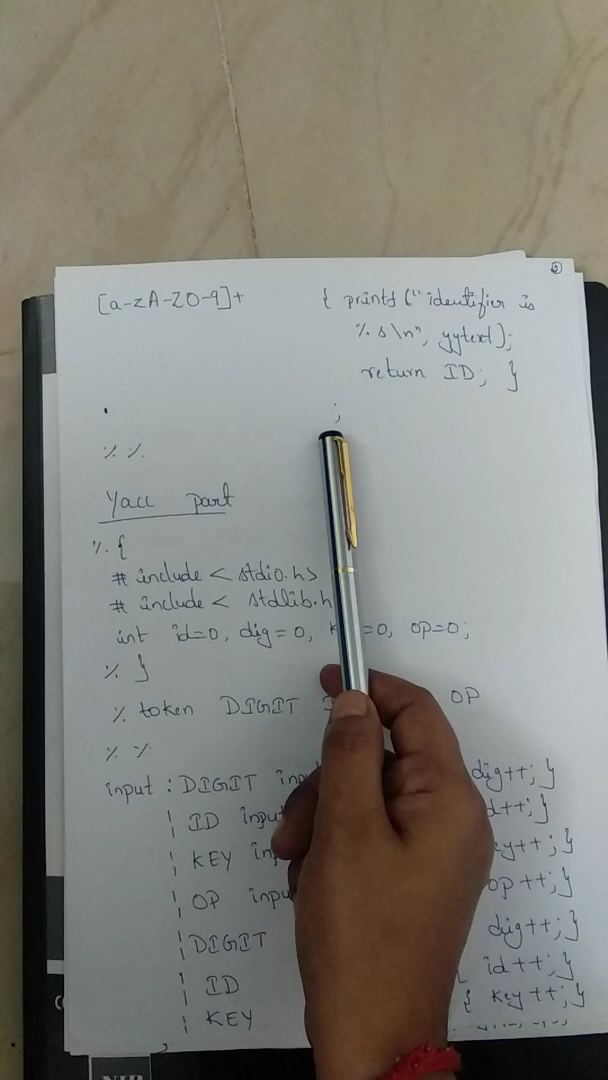 ②
[a-zA-Z0-9]+ { prints ("identifier is
%s\n", yytext);
return ID; }
. ;
%%
Yacc part
%{
# include < stdio.h>
# include < stdlib.h
int id=0, dig=0, =0, op=0;
%}
% token DIGIT OP
%%
input : DIGIT dig++; }
| ID input ++; }
| KEY ++; }
| OP op++; }
| DIGIT dig++; }
| ID { id++; }
| KEY { key++; }